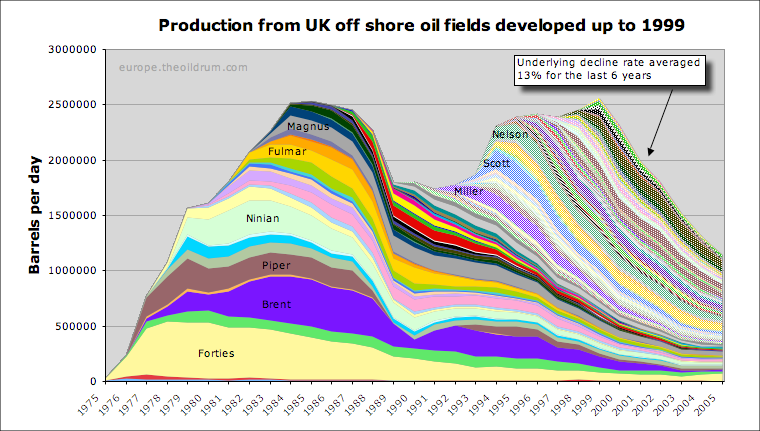 Production from UK off shore oil fields developed up to 1999
Barrels per day
3000000
2500000
2000000
1500000
1000000
500000
0
europe.theoildrum.com
Underlying decline rate averaged
13% for the last 6 years
Magnus
Fulmar
Ninian
Piper
Brent
Forties
Nelson
Scott
Miller
1975
1976
1977
1978
1979
1980
1981
1982
1983
1984
1985
1986
1987
1988
1989
1990
1991
1992
1993
1994
1995
1996
1997
1998
1999
2000
2001
2002
2003
2004
2005